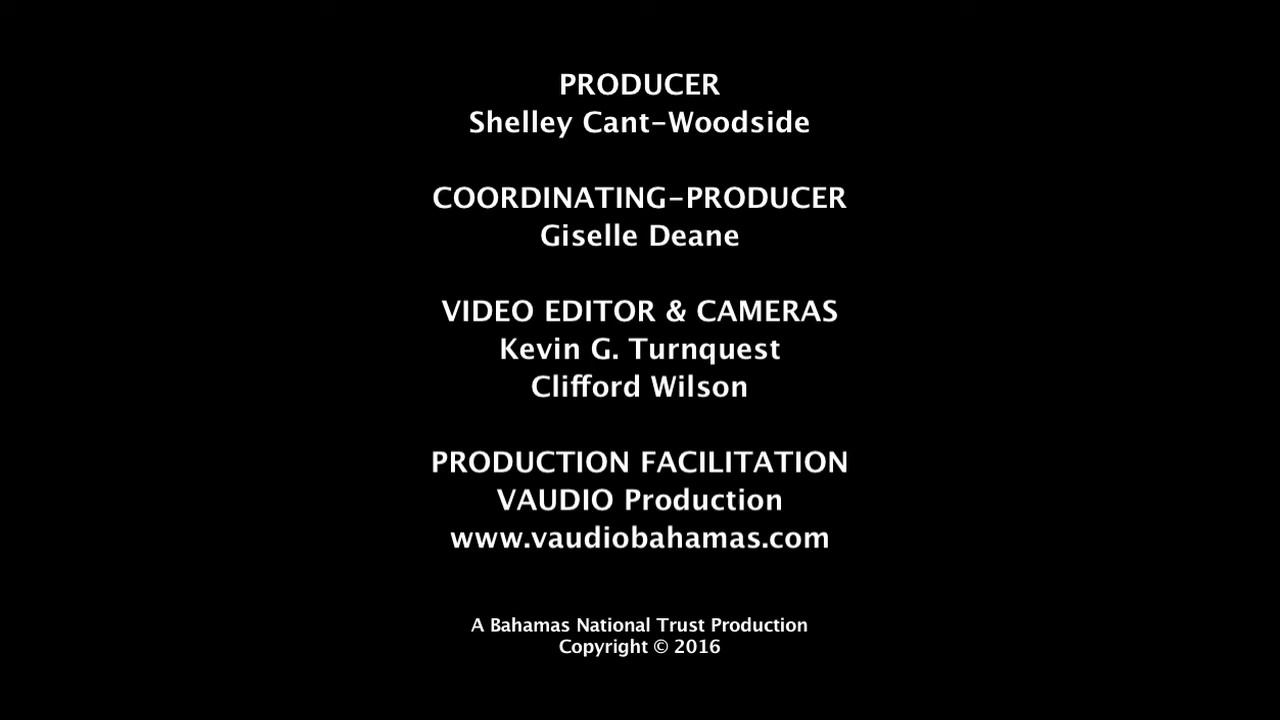 PRODUCER
Shelley Cant-Woodside
COORDINATING-PRODUCER
Giselle Deane
VIDEO EDITOR & CAMERAS
Kevin G. Turnquest
Clifford Wilson
PRODUCTION FACILITATION
VAUDIO Production
www.vaudiobahamas.com
A Bahamas National Trust Production
Copyright © 2016